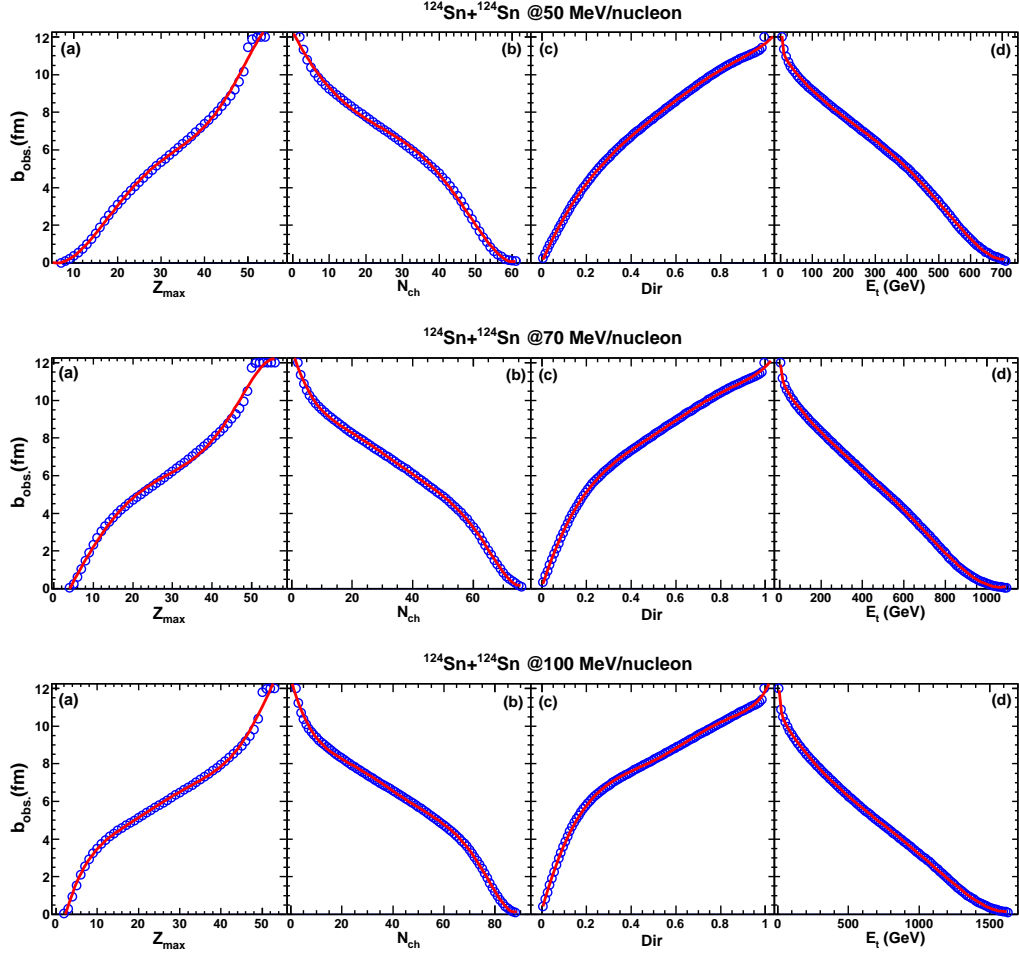 ¹²⁴Sn+¹²⁴Sn @50 MeV/nucleon
(a) (b) (c) (d)
b_obs.(fm)
12
10
8
6
4
2
0
10 20 30 40 50
0 10 20 30 40 50 60
0 0.2 0.4 0.6 0.8 1
0 100 200 300 400 500 600 700
Z_max N_ch Dir E_t (GeV)
¹²⁴Sn+¹²⁴Sn @70 MeV/nucleon
(a) (b) (c) (d)
b_obs.(fm)
12
10
8
6
4
2
0
0 10 20 30 40 50
0 20 40 60
0 0.2 0.4 0.6 0.8 1
0 200 400 600 800 1000
Z_max N_ch Dir E_t (GeV)
¹²⁴Sn+¹²⁴Sn @100 MeV/nucleon
(a) (b) (c) (d)
b_obs.(fm)
12
10
8
6
4
2
0
0 10 20 30 40 50
0 20 40 60 80
0 0.2 0.4 0.6 0.8 1
0 500 1000 1500
Z_max N_ch Dir E_t (GeV)